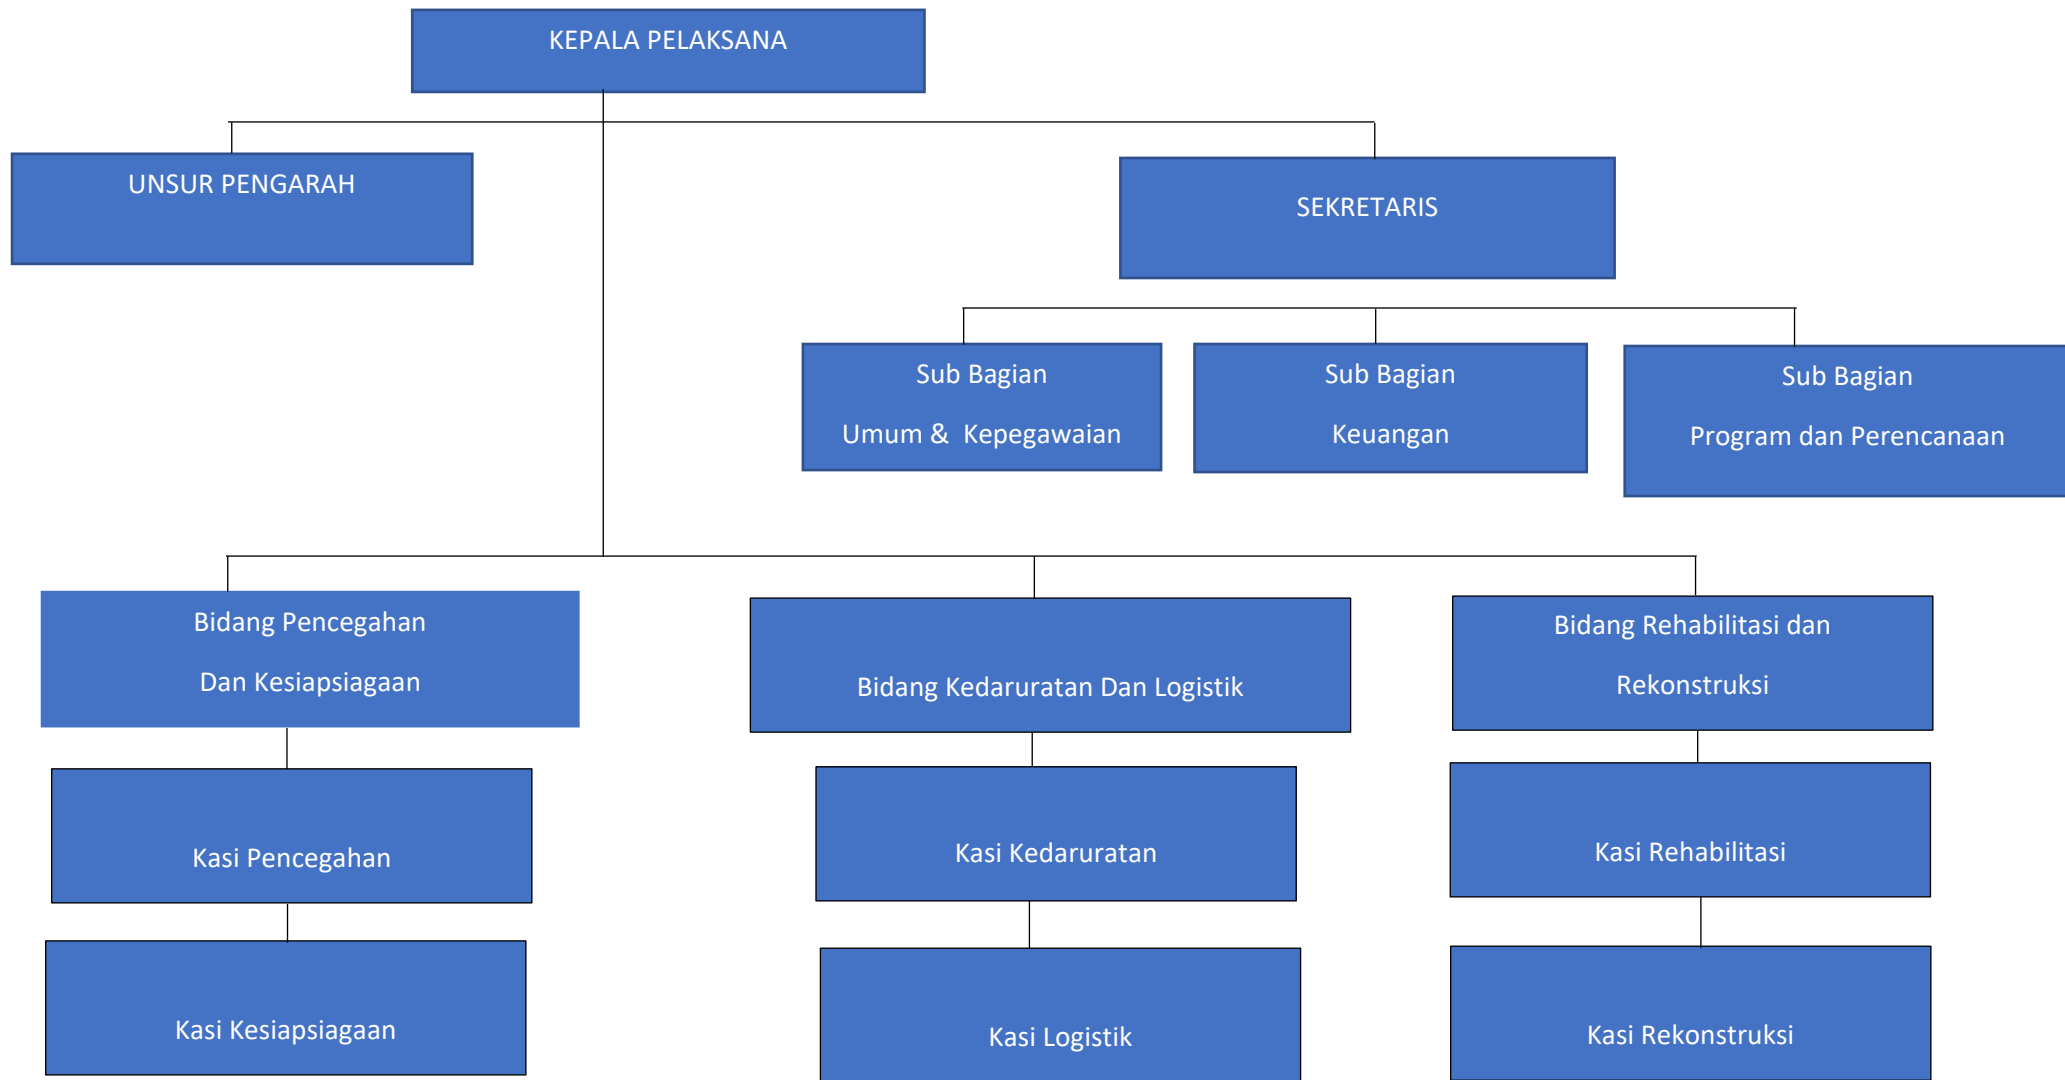 KEPALA PELAKSANA
UNSUR PENGARAH
SEKRETARIS
Sub Bagian
Umum &  Kepegawaian
Sub Bagian
Keuangan
Sub Bagian
Program dan Perencanaan
Bidang Pencegahan
Dan Kesiapsiagaan
Bidang Kedaruratan Dan Logistik
Bidang Rehabilitasi dan
Rekonstruksi
Kasi Pencegahan
Kasi Kedaruratan
Kasi Rehabilitasi
Kasi Kesiapsiagaan
Kasi Logistik
Kasi Rekonstruksi